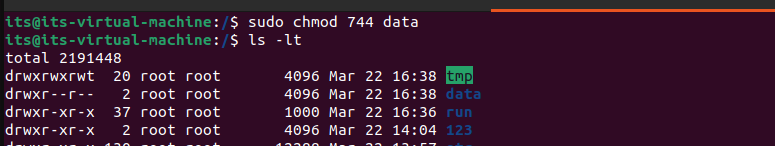 its@its-virtual-machine:/$ sudo chmod 744 data
its@its-virtual-machine:/$ ls -lt
total 2191448
drwxrwxrwt  20 root root       4096 Mar 22 16:38 tmp
drwxr--r--   2 root root       4096 Mar 22 16:38 data
drwxr-xr-x  37 root root       1000 Mar 22 16:36 run
drwxr-xr-x   2 root root       4096 Mar 22 14:04 123